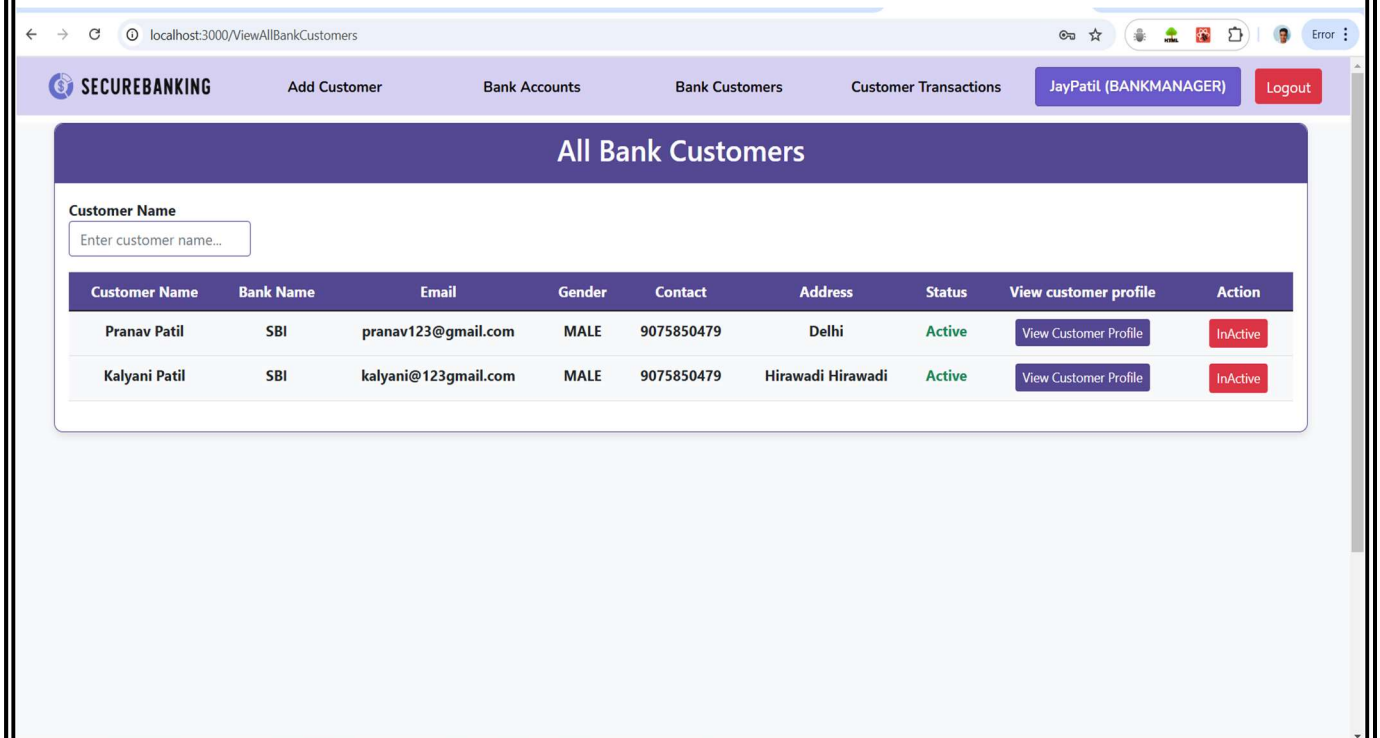 localhost:3000/ViewAllBankCustomers
HTML
Error
SECUREBANKING Add Customer Bank Accounts Bank Customers Customer Transactions JayPatil (BANKMANAGER) Logout
All Bank Customers
Customer Name
Enter customer name...
Customer Name Bank Name Email Gender Contact Address Status View customer profile Action
Pranav Patil SBI pranav123@gmail.com MALE 9075850479 Delhi Active View Customer Profile InActive
Kalyani Patil SBI kalyani@123gmail.com MALE 9075850479 Hirawadi Hirawadi Active View Customer Profile InActive